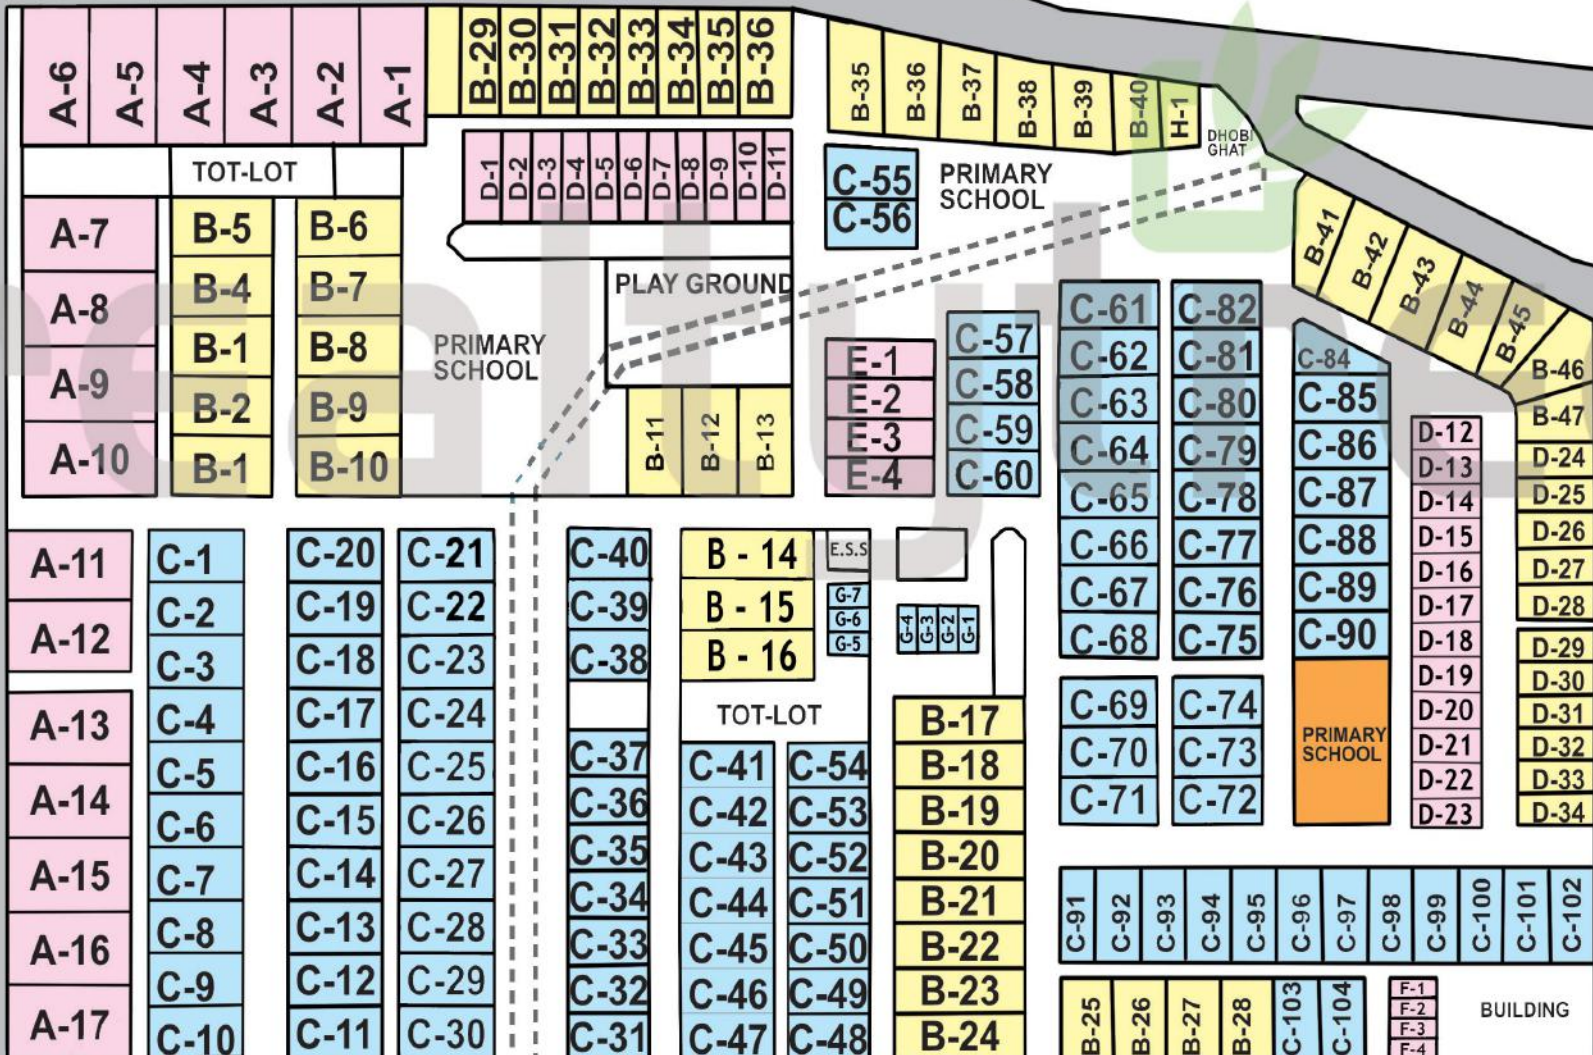 A-6
A-5
A-4
A-3
A-2
A-1
B-29
B-30
B-31
B-32
B-33
B-34
B-35
B-36
B-35
B-36
B-37
B-38
B-39
B-40
H-1
DHOBI
GHAT
TOT-LOT
D-1
D-2
D-3
D-4
D-5
D-6
D-7
D-8
D-9
D-10
D-11
C-55
C-56
PRIMARY
SCHOOL
A-7
A-8
A-9
A-10
B-5
B-4
B-1
B-2
B-1
B-6
B-7
B-8
B-9
B-10
PRIMARY
SCHOOL
PLAY GROUND
B-11
B-12
B-13
E-1
E-2
E-3
E-4
C-57
C-58
C-59
C-60
C-61
C-62
C-63
C-64
C-65
C-66
C-67
C-68
C-82
C-81
C-80
C-79
C-78
C-77
C-76
C-75
B-41
B-42
B-43
B-44
B-45
B-46
B-47
C-84
C-85
C-86
C-87
C-88
C-89
C-90
PRIMARY
SCHOOL
D-12
D-13
D-14
D-15
D-16
D-17
D-18
D-19
D-20
D-21
D-22
D-23
D-24
D-25
D-26
D-27
D-28
D-29
D-30
D-31
D-32
D-33
D-34
A-11
A-12
A-13
A-14
A-15
A-16
A-17
C-1
C-2
C-3
C-4
C-5
C-6
C-7
C-8
C-9
C-10
C-20
C-19
C-18
C-17
C-16
C-15
C-14
C-13
C-12
C-11
C-21
C-22
C-23
C-24
C-25
C-26
C-27
C-28
C-29
C-30
C-40
C-39
C-38
C-37
C-36
C-35
C-34
C-33
C-32
C-31
B - 14
B - 15
B - 16
E.S.S
G-7
G-6
G-5
G-4
G-3
G-2
G-1
TOT-LOT
C-41
C-42
C-43
C-44
C-45
C-46
C-47
C-54
C-53
C-52
C-51
C-50
C-49
C-48
B-17
B-18
B-19
B-20
B-21
B-22
B-23
B-24
C-69
C-70
C-71
C-74
C-73
C-72
C-91
C-92
C-93
C-94
C-95
C-96
C-97
C-98
C-99
C-100
C-101
C-102
B-25
B-26
B-27
B-28
C-103
C-104
F-1
F-2
F-3
F-4
BUILDING